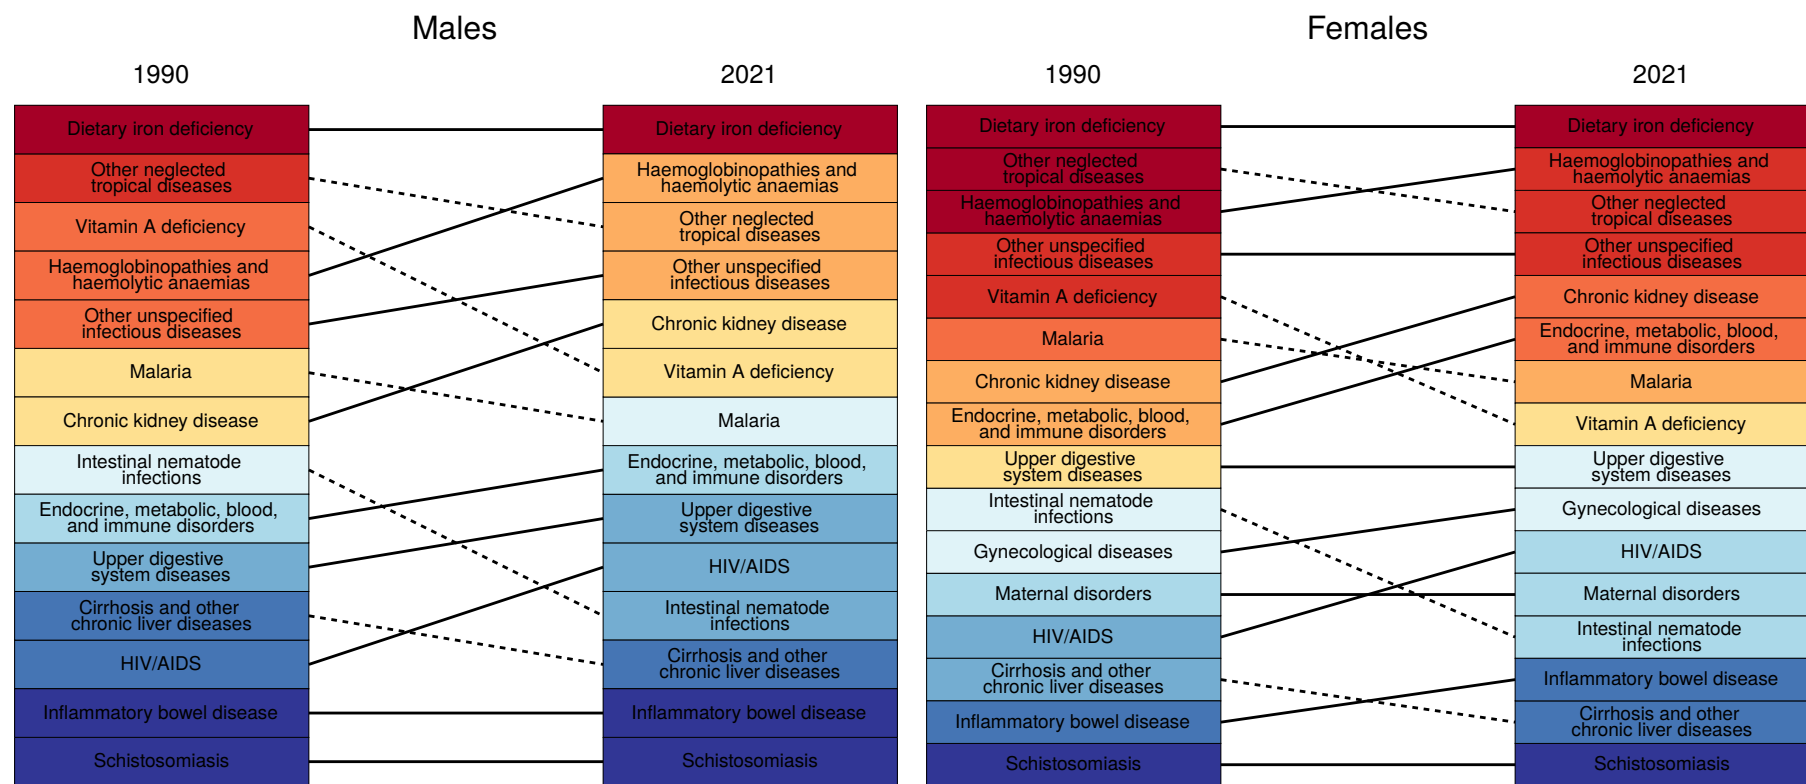 Males
1990
2021
Dietary iron deficiency
Other neglected
tropical diseases
Vitamin A deficiency
Haemoglobinopathies and
haemolytic anaemias
Other unspecified
infectious diseases
Malaria
Chronic kidney disease
Intestinal nematode
infections
Endocrine, metabolic, blood,
and immune disorders
Upper digestive
system diseases
Cirrhosis and other
chronic liver diseases
HIV/AIDS
Inflammatory bowel disease
Schistosomiasis
Dietary iron deficiency
Haemoglobinopathies and
haemolytic anaemias
Other neglected
tropical diseases
Other unspecified
infectious diseases
Chronic kidney disease
Vitamin A deficiency
Malaria
Endocrine, metabolic, blood,
and immune disorders
Upper digestive
system diseases
HIV/AIDS
Intestinal nematode
infections
Cirrhosis and other
chronic liver diseases
Inflammatory bowel disease
Schistosomiasis
Females
1990
2021
Dietary iron deficiency
Other neglected
tropical diseases
Haemoglobinopathies and
haemolytic anaemias
Other unspecified
infectious diseases
Vitamin A deficiency
Malaria
Chronic kidney disease
Endocrine, metabolic, blood,
and immune disorders
Upper digestive
system diseases
Intestinal nematode
infections
Gynecological diseases
Maternal disorders
HIV/AIDS
Cirrhosis and other
chronic liver diseases
Inflammatory bowel disease
Schistosomiasis
Dietary iron deficiency
Haemoglobinopathies and
haemolytic anaemias
Other neglected
tropical diseases
Other unspecified
infectious diseases
Chronic kidney disease
Endocrine, metabolic, blood,
and immune disorders
Malaria
Vitamin A deficiency
Upper digestive
system diseases
Gynecological diseases
HIV/AIDS
Maternal disorders
Intestinal nematode
infections
Inflammatory bowel disease
Cirrhosis and other
chronic liver diseases
Schistosomiasis